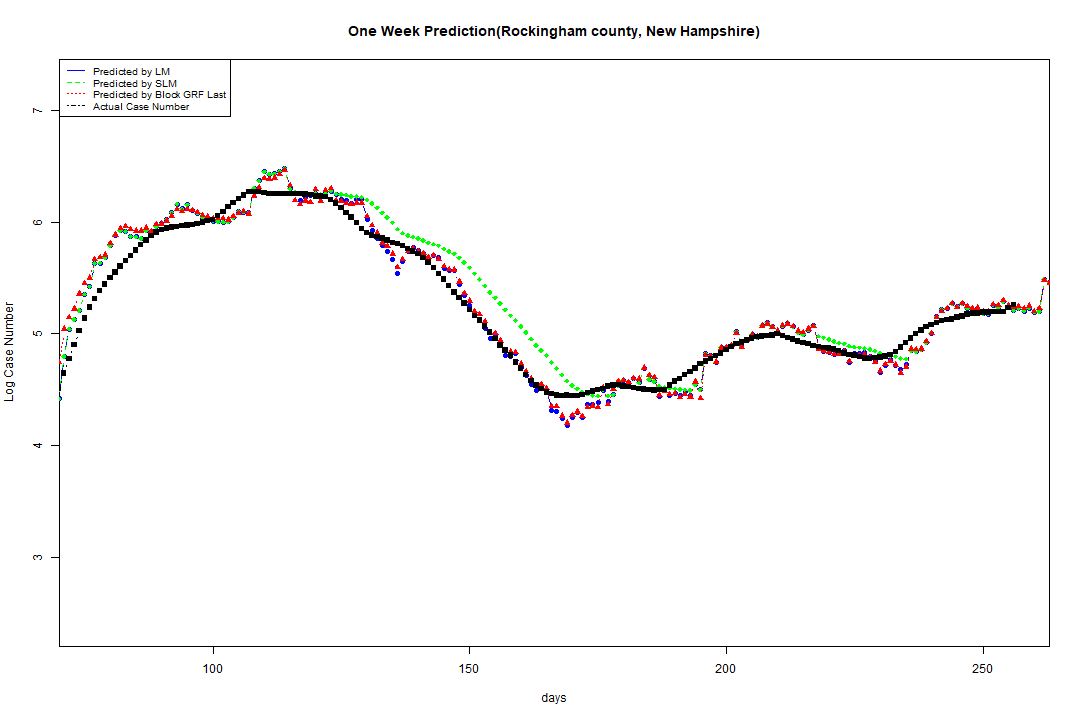 One Week Prediction(Rockingham county, New Hampshire)
Predicted by LM
Predicted by SLM
Predicted by Block GRF Last
Actual Case Number
7
6
5
4
3
Log Case Number
100 150 200 250
days